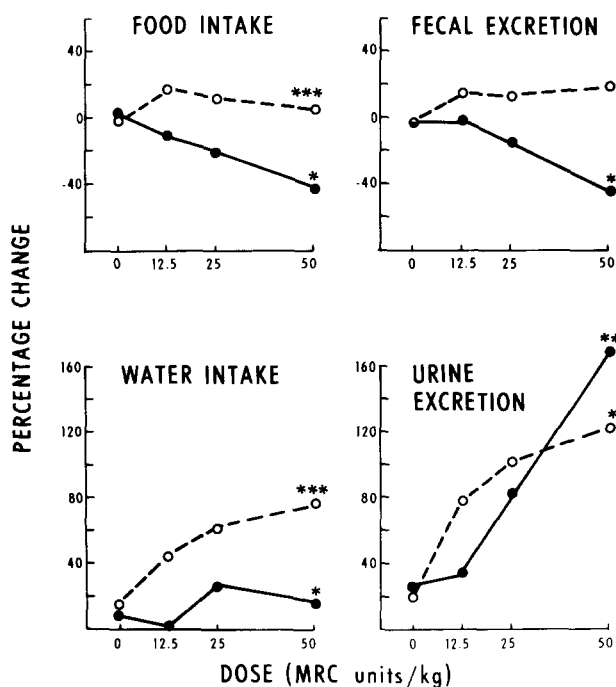 FOOD INTAKE
FECAL EXCRETION
20
0
-40
***
*
0 12.5 25 50
20
0
-40
*
0 12.5 25 50
PERCENTAGE CHANGE
WATER INTAKE
160
120
80
40
***
*
0 12.5 25 50
URINE
EXCRETION
160
120
80
40
**
*
0 12.5 25 50
DOSE (MRC units/kg)